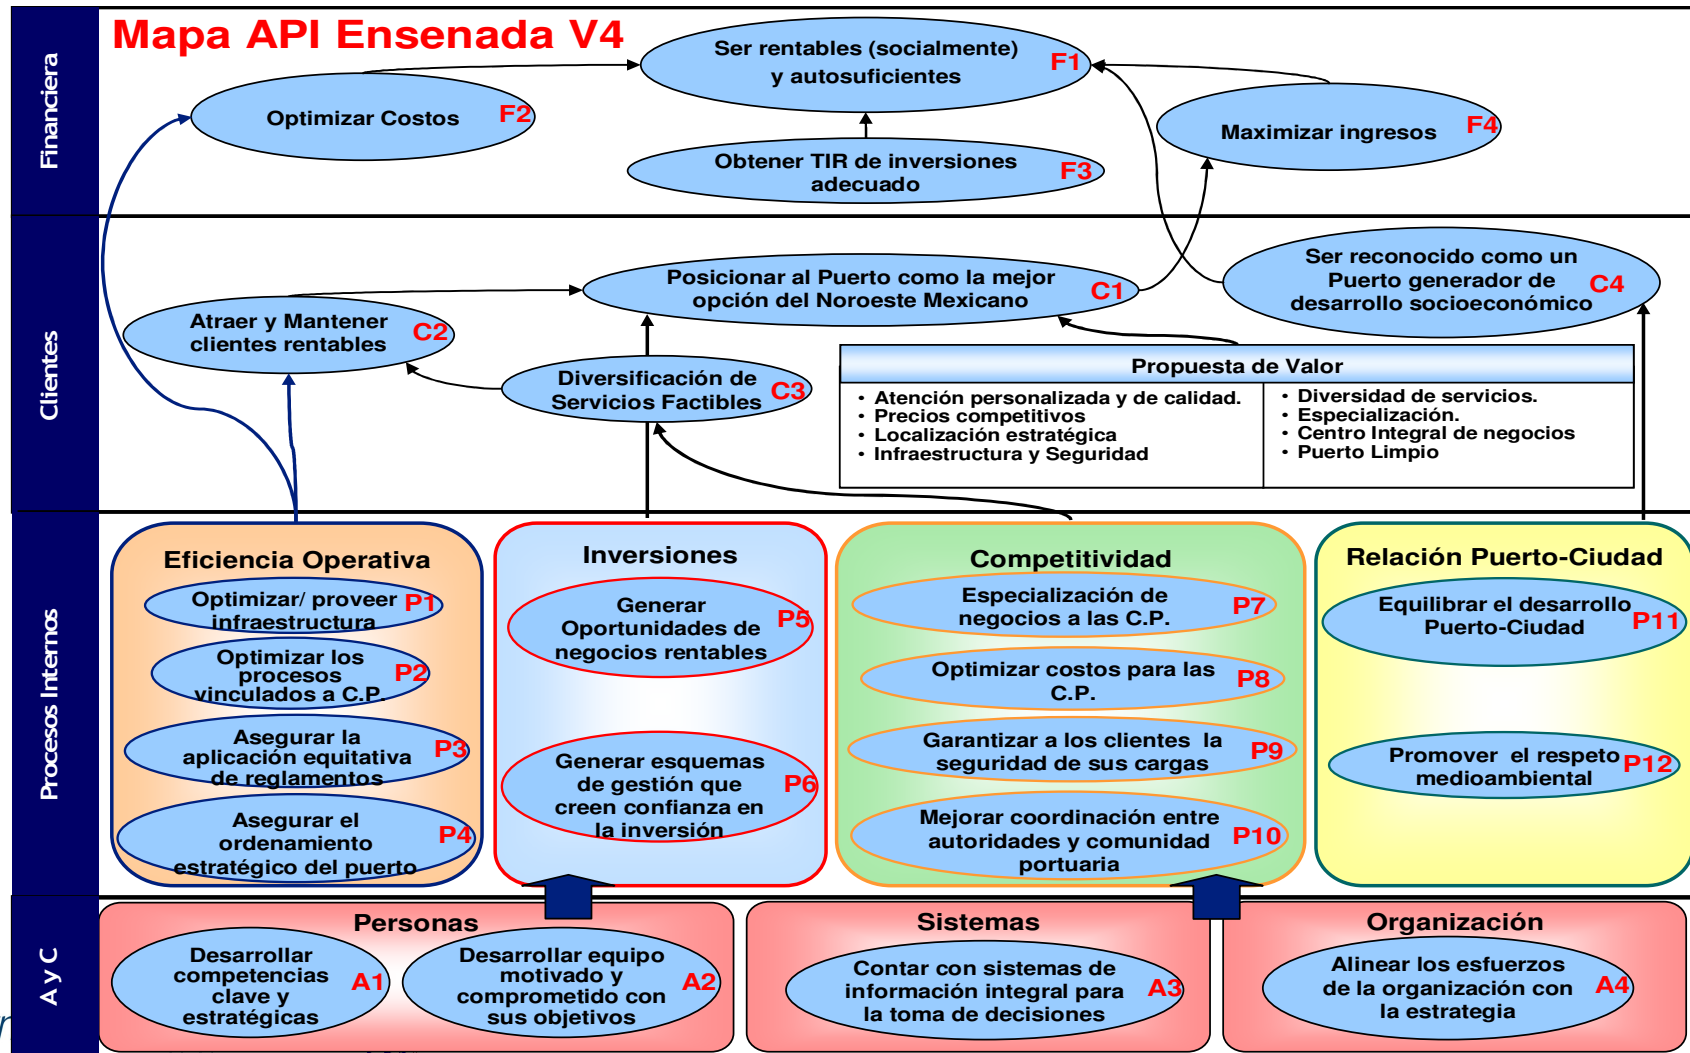 Mapa API Ensenada V4
Financiera
Ser rentables (socialmente)
y autosuficientes
F1
Optimizar Costos
F2
Maximizar ingresos
F4
Obtener TIR de inversiones
adecuado
F3
Clientes
Posicionar al Puerto como la mejor
opción del Noroeste Mexicano
C1
Ser reconocido como un
Puerto generador de
desarrollo socioeconómico
C4
Atraer y Mantener
clientes rentables
C2
Diversificación de
Servicios Factibles
C3
Propuesta de Valor
• Atención personalizada y de calidad.
• Precios competitivos
• Localización estratégica
• Infraestructura y Seguridad
• Diversidad de servicios.
• Especialización.
• Centro Integral de negocios
• Puerto Limpio
Procesos Internos
Eficiencia Operativa
Optimizar/ proveer
infraestructura
P1
Optimizar los
procesos
vinculados a C.P.
P2
Asegurar la
aplicación equitativa
de reglamentos
P3
Asegurar el
ordenamiento
estratégico del puerto
P4
Inversiones
Generar
Oportunidades de
negocios rentables
P5
Generar esquemas
de gestión que
creen confianza en
la inversión
P6
Competitividad
Especialización de
negocios a las C.P.
P7
Optimizar costos para las
C.P.
P8
Garantizar a los clientes la
seguridad de sus cargas
P9
Mejorar coordinación entre
autoridades y comunidad
portuaria
P10
Relación Puerto-Ciudad
Equilibrar el desarrollo
Puerto-Ciudad
P11
Promover el respeto
medioambiental
P12
A y C
Personas
Desarrollar
competencias
clave y
estratégicas
A1
Desarrollar equipo
motivado y
comprometido con
sus objetivos
A2
Sistemas
Contar con sistemas de
información integral para
la toma de decisiones
A3
Organización
Alinear los esfuerzos
de la organización con
la estrategia
A4